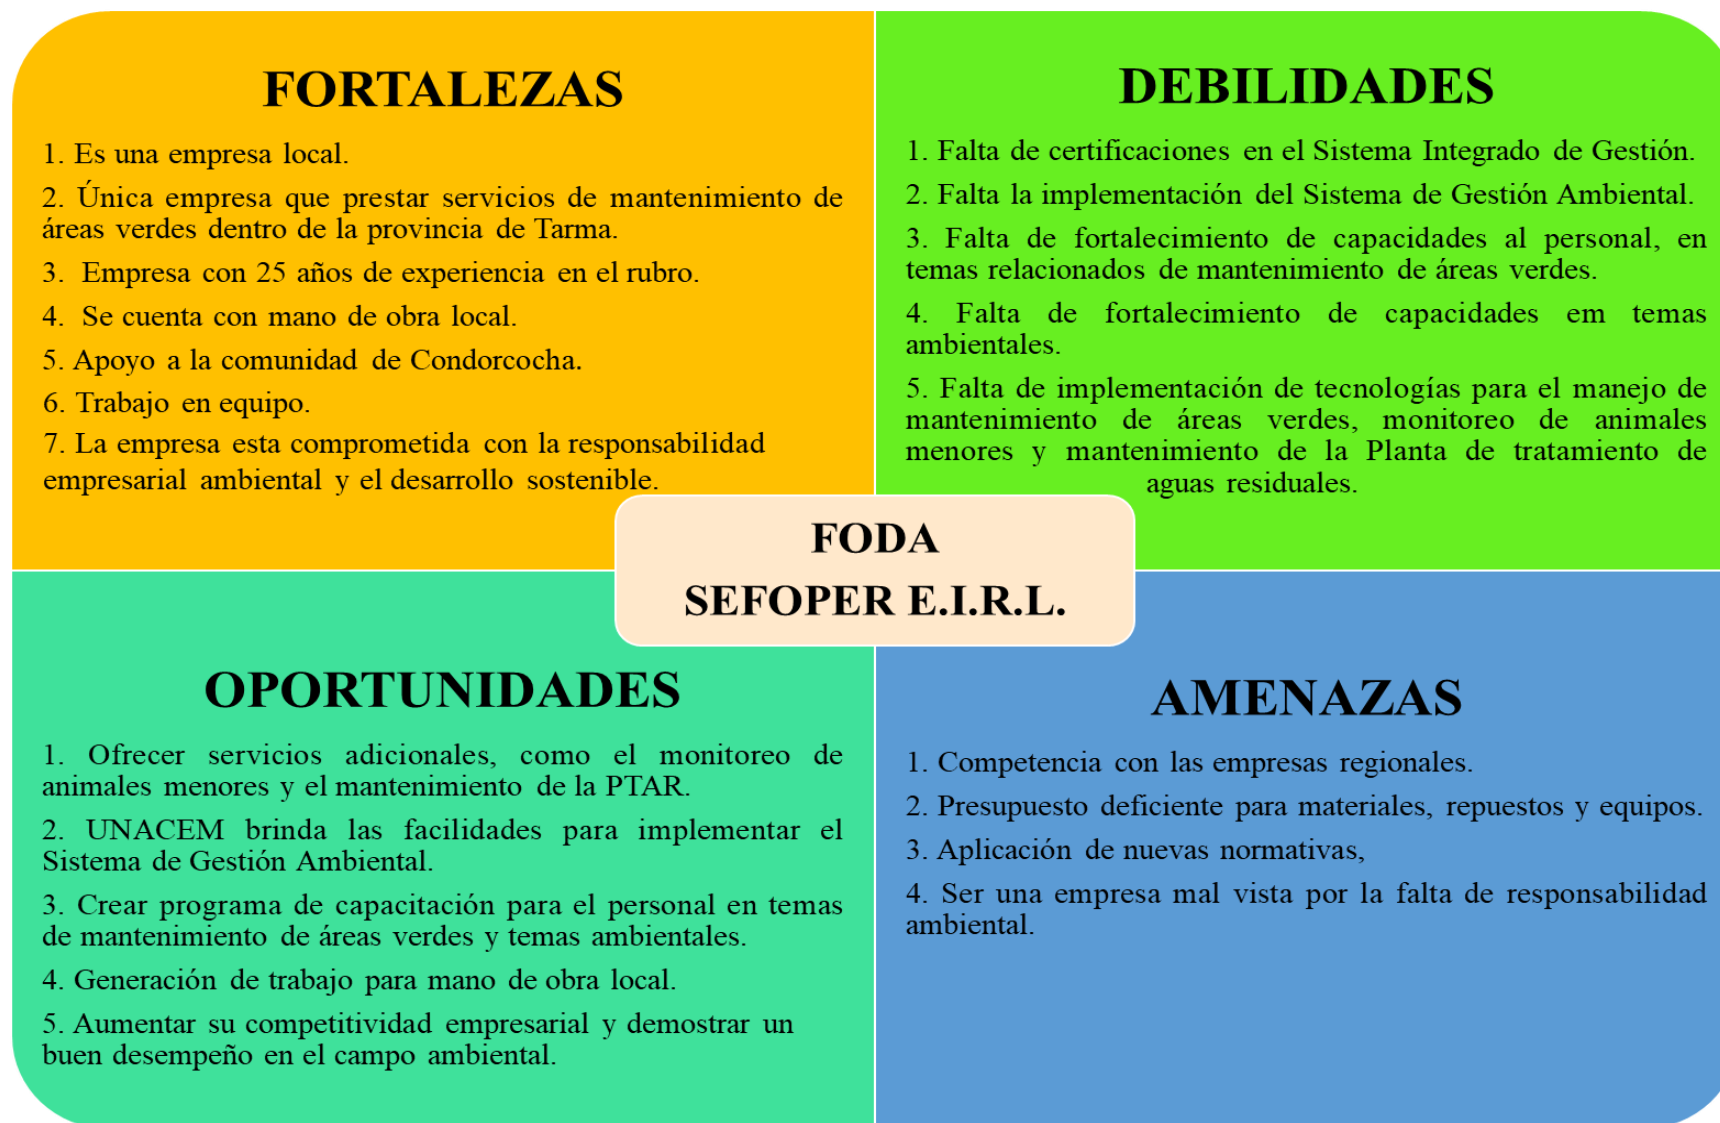 FORTALEZAS
1. Es una empresa local.
2. Única empresa que prestar servicios de mantenimiento de
áreas verdes dentro de la provincia de Tarma.
3. Empresa con 25 años de experiencia en el rubro.
4. Se cuenta con mano de obra local.
5. Apoyo a la comunidad de Condorcocha.
6. Trabajo en equipo.
7. La empresa esta comprometida con la responsabilidad
empresarial ambiental y el desarrollo sostenible.
DEBILIDADES
1. Falta de certificaciones en el Sistema Integrado de Gestión.
2. Falta la implementación del Sistema de Gestión Ambiental.
3. Falta de fortalecimiento de capacidades al personal, en
temas relacionados de mantenimiento de áreas verdes.
4. Falta de fortalecimiento de capacidades em temas
ambientales.
5. Falta de implementación de tecnologías para el manejo de
mantenimiento de áreas verdes, monitoreo de animales
menores y mantenimiento de la Planta de tratamiento de
aguas residuales.
FODA
SEFOPER E.I.R.L.
OPORTUNIDADES
1. Ofrecer servicios adicionales, como el monitoreo de
animales menores y el mantenimiento de la PTAR.
2. UNACEM brinda las facilidades para implementar el
Sistema de Gestión Ambiental.
3. Crear programa de capacitación para el personal en temas
de mantenimiento de áreas verdes y temas ambientales.
4. Generación de trabajo para mano de obra local.
5. Aumentar su competitividad empresarial y demostrar un
buen desempeño en el campo ambiental.
AMENAZAS
1. Competencia con las empresas regionales.
2. Presupuesto deficiente para materiales, repuestos y equipos.
3. Aplicación de nuevas normativas,
4. Ser una empresa mal vista por la falta de responsabilidad
ambiental.